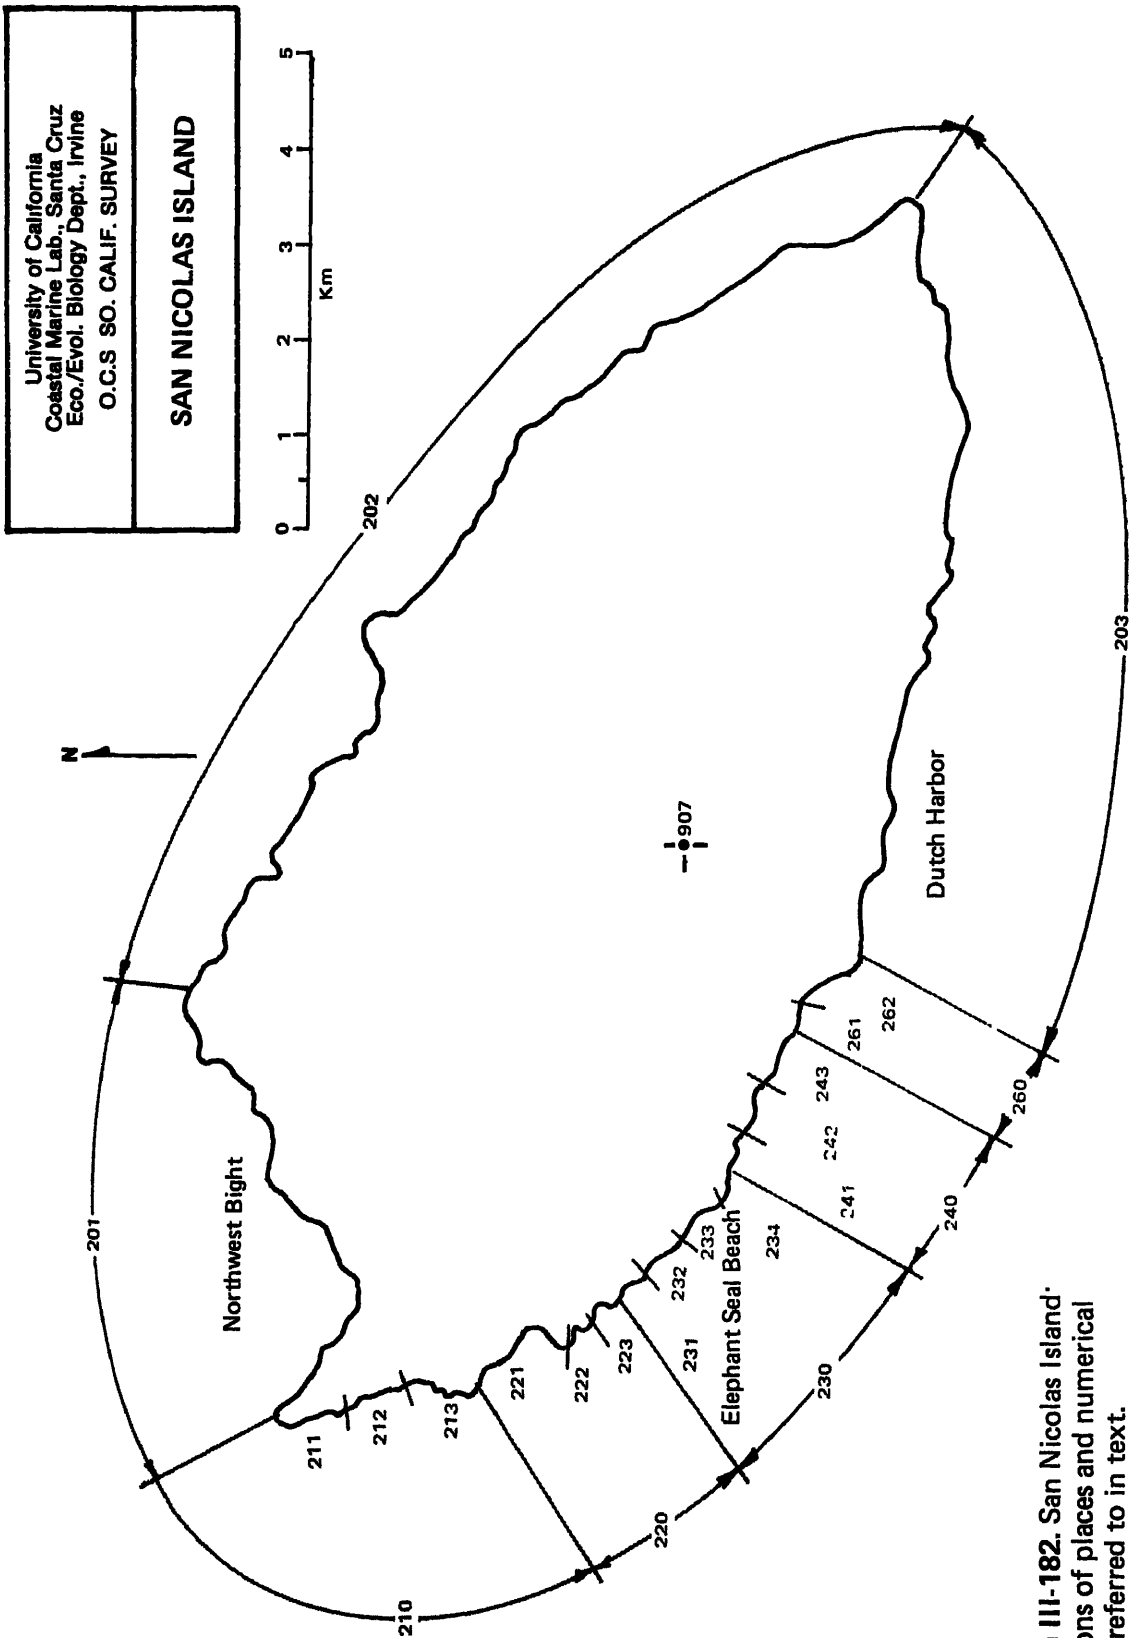 University of California
Coastal Marine Lab., Santa Cruz
Eco./Evol. Biology Dept., Irvine
O.C.S SO. CALIF. SURVEY
SAN NICOLAS ISLAND
0 1 2 3 4 5
Km
N
202
201
Northwest Bight
907
Dutch Harbor
203
211
212
213
210
221
222
223
220
231
232
233
234
Elephant Seal Beach
230
241
242
243
240
261
262
260
III-182. San Nicolas Island
of places and numerical
referred to in text.